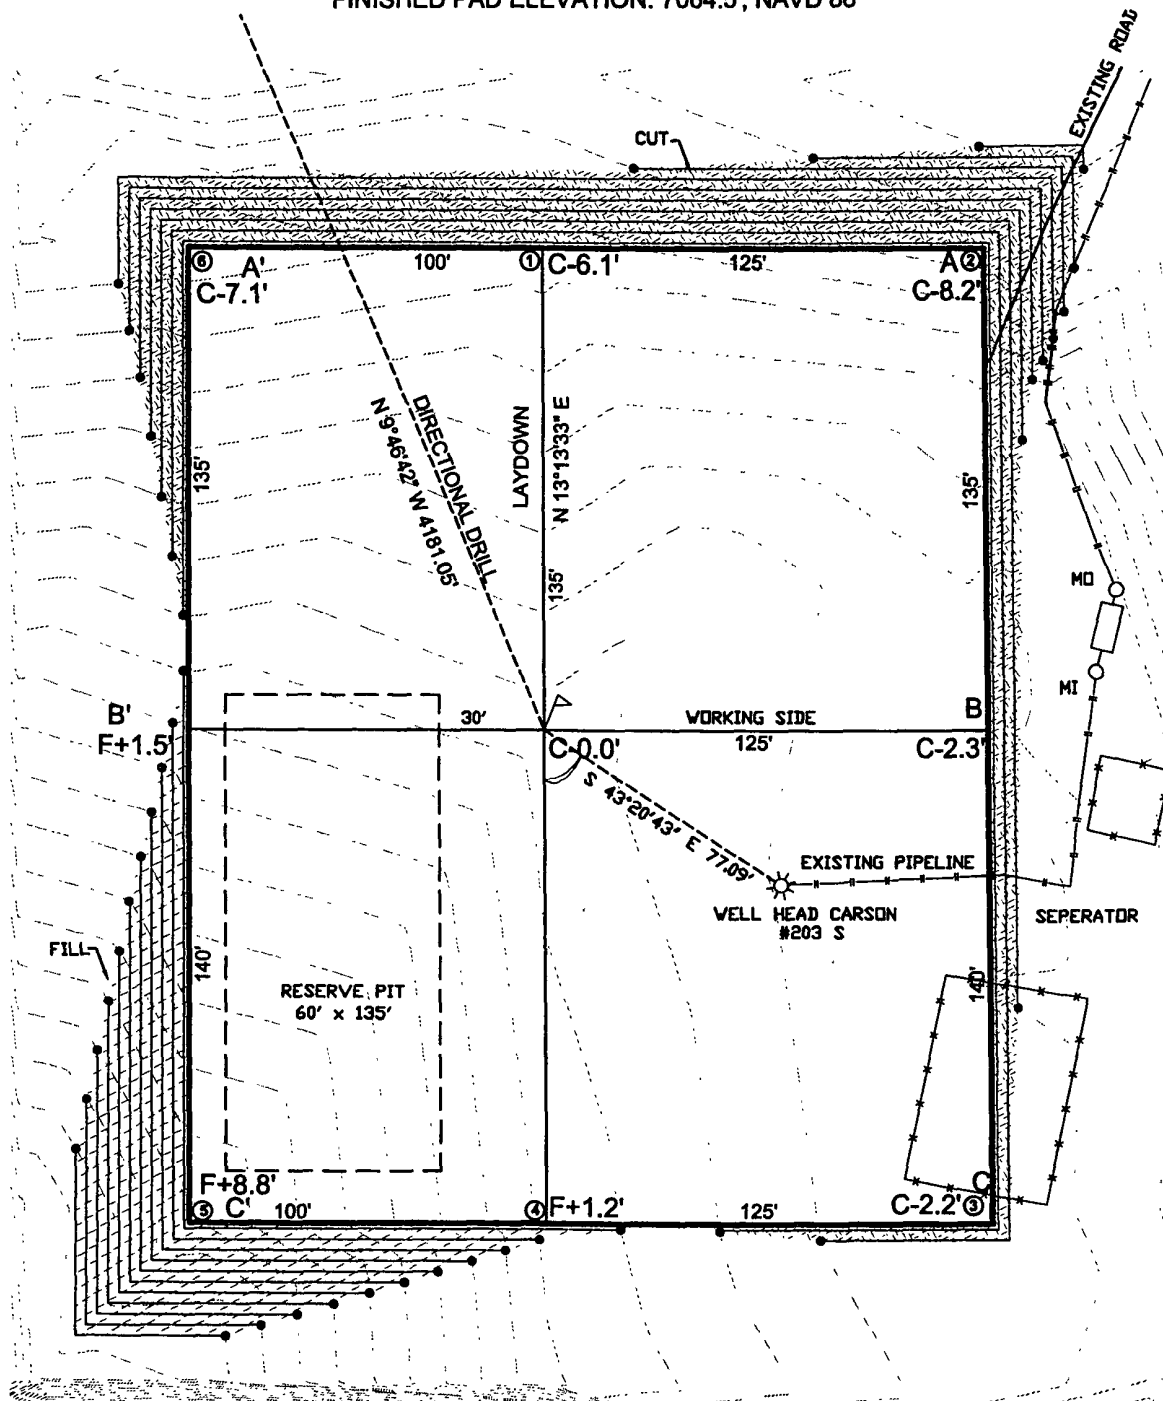 FINISHED PAD ELEVATION: 7064.5', NAVD 88
EXISTING ROAD
CUT
⑥ A' 100' ① C-6.1' 125' A ②
C-7.1' C-8.2'
DIRECTIONAL DRILL
N 9°46'42" W 4181.05'
LAYDOWN
N 13°13'33" E
135'
135'
135'
MO
MI
B' 30' WORKING SIDE B
F+1.5' C-0.0' 125' C-2.3'
S 43°20'43" E 77.09'
EXISTING PIPELINE
WELL HEAD CARSON
#203 S
SEPERATOR
FILL
140'
140'
RESERVE PIT
60' x 135'
F+8.8' C
⑤ C' 100' ④ F+1.2' 125' C-2.2' ③